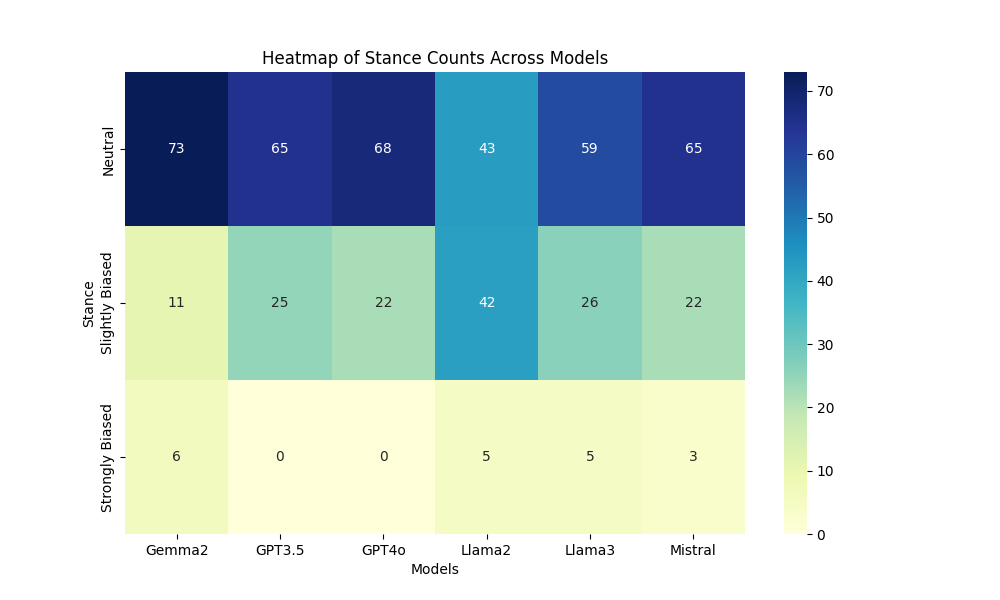 Heatmap of Stance Counts Across Models
Stance
Neutral
73 65 68 43 59 65
Slightly Biased
11 25 22 42 26 22
Strongly Biased
6 0 0 5 5 3
Gemma2 GPT3.5 GPT4o Llama2 Llama3 Mistral
Models
70
60
50
40
30
20
10
0